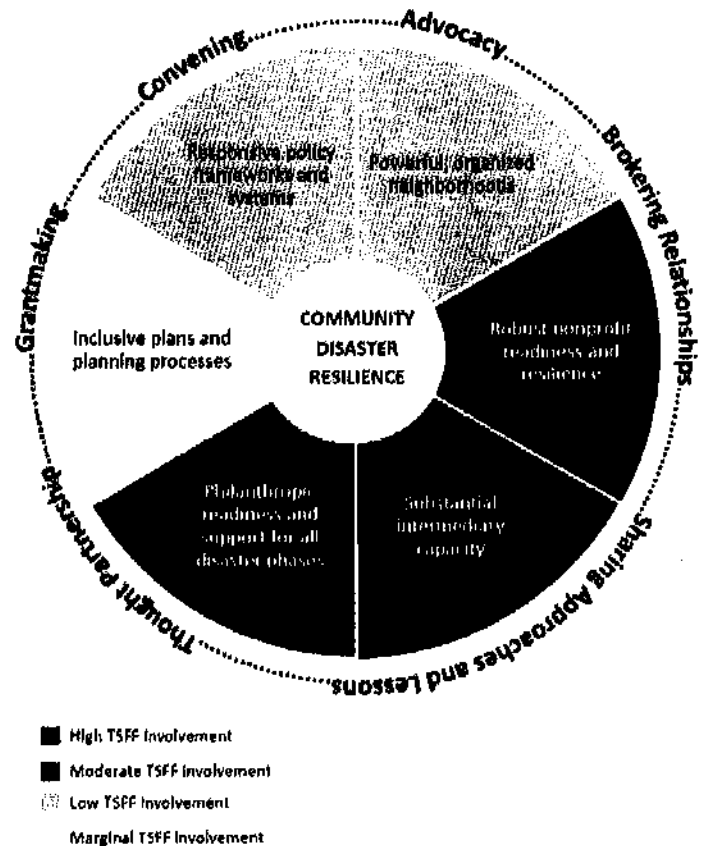 Convening
Advocacy
Brokering Relationships
Sharing Approaches and Lessons
Thought Partnership
Grantmaking
Responsive policy
frameworks and
systems
Powerful, organized
neighborhoods
Robust nonprofit
readiness and
resilience
Substantial
intermediary
capacity
Philanthropic
readiness and
support for all
disaster phases
Inclusive plans and
planning processes
COMMUNITY
DISASTER
RESILIENCE
High TSFF Involvement
Moderate TSFF Involvement
Low TSFF Involvement
Marginal TSFF Involvement